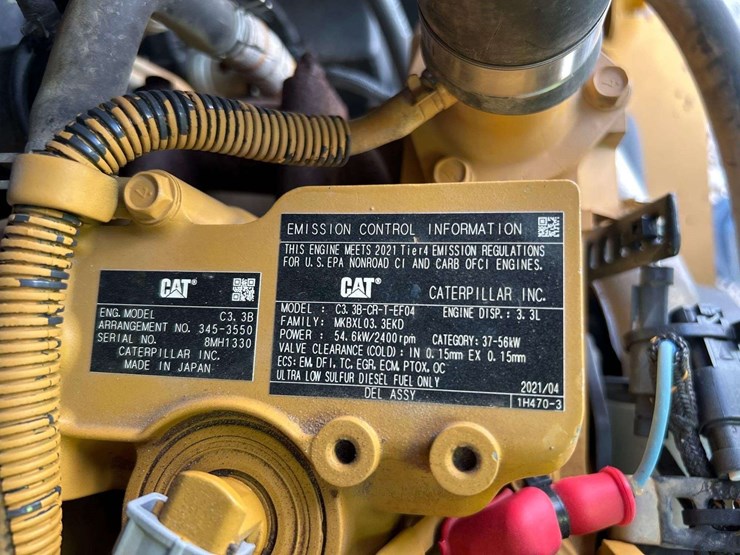 CAT®
ENG. MODEL C3.3B
ARRANGEMENT NO. 345-3550
SERIAL NO. 8MH1330
CATERPILLAR INC.
MADE IN JAPAN
EMISSION CONTROL INFORMATION
THIS ENGINE MEETS 2021 Tier4 EMISSION REGULATIONS
FOR U.S. EPA NONROAD CI AND CARB OFCI ENGINES.
CAT® CATERPILLAR INC.
MODEL : C3.3B-CR-T-EF04 ENGINE DISP.: 3.3L
FAMILY: MKBXL03.3EKD
POWER : 54.6kW/2400rpm CATEGORY: 37-56kW
VALVE CLEARANCE (COLD) : IN 0.15mm EX 0.15mm
ECS: EM, DFI, TC, EGR, ECM, PTOX, OC
ULTRA LOW SULFUR DIESEL FUEL ONLY 2021/04
DEL ASSY 1H470-3